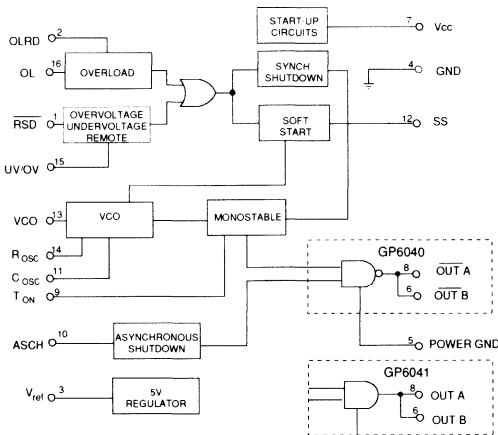 START-UP
CIRCUITS
7
Vcc
OLRD
2
OL
16
OVERLOAD
SYNCH
SHUTDOWN
4
GND
RSD
1
OVERVOLTAGE
UNDERVOLTAGE
REMOTE
SOFT
START
12
SS
UV/OV
15
VCO
13
VCO
MONOSTABLE
ROSC
14
COSC
11
TON
9
GP6040
8
OUT A
6
OUT B
ASCH
10
ASYNCHRONOUS
SHUTDOWN
5
POWER GND
Vref
3
5V
REGULATOR
GP6041
8
OUT A
6
OUT B